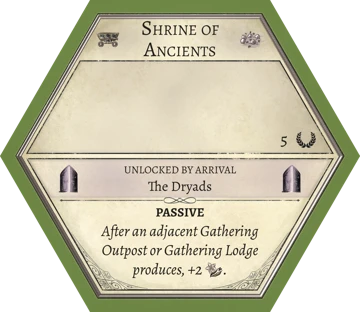 Shrine of
Ancients
5
UNLOCKED BY ARRIVAL
The Dryads
PASSIVE
After an adjacent Gathering
Outpost or Gathering Lodge
produces, +2 .